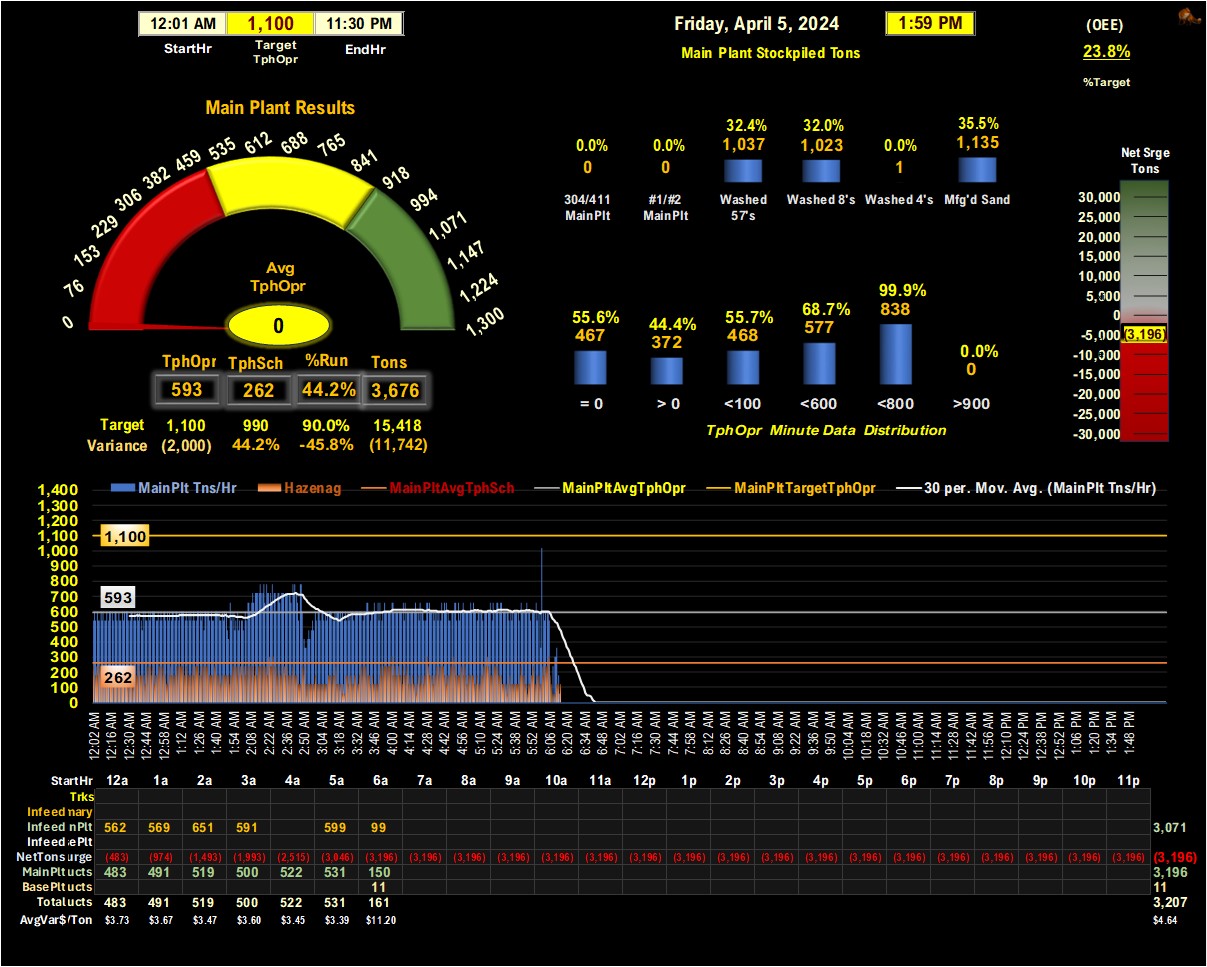 12:01 AM 1,100 11:30 PM
StartHr Target TphOpr EndHr
Friday, April 5, 2024 1:59 PM
Main Plant Stockpiled Tons
(OEE)
23.8%
%Target
Main Plant Results
0 76 153 229 306 382 459 535 612 688 765 841 918 994 1,071 1,147 1,224 1,300
Avg
TphOpr
0
TphOpr TphSch %Run Tons
593 262 44.2% 3,676
Target 1,100 990 90.0% 15,418
Variance (2,000) 44.2% -45.8% (11,742)
0.0% 0.0% 32.4% 32.0% 0.0% 35.5%
0 0 1,037 1,023 1 1,135
304/411 MainPlt #1/#2 MainPlt Washed 57's Washed 8's Washed 4's Mfg'd Sand
55.6% 44.4% 55.7% 68.7% 99.9% 0.0%
467 372 468 577 838 0
= 0 > 0 <100 <600 <800 >900
TphOpr Minute Data Distribution
Net Srge
Tons
30,000
25,000
20,000
15,000
10,000
5,000
0
-5,000 (3,196)
-10,000
-15,000
-20,000
-25,000
-30,000
MainPlt Tns/Hr Hazenag MainPltAvgTphSch MainPltAvgTphOpr MainPltTargetTphOpr 30 per. Mov. Avg. (MainPlt Tns/Hr)
1,400
1,300
1,200
1,100 1,100
1,000
900
800
700 593
600
500
400
300
200 262
100
0
12:02 AM 12:16 AM 12:30 AM 12:44 AM 12:58 AM 1:12 AM 1:26 AM 1:40 AM 1:54 AM 2:08 AM 2:22 AM 2:36 AM 2:50 AM 3:04 AM 3:18 AM 3:32 AM 3:46 AM 4:00 AM 4:14 AM 4:28 AM 4:42 AM 4:56 AM 5:10 AM 5:24 AM 5:38 AM 5:52 AM 6:06 AM 6:20 AM 6:34 AM 6:48 AM 7:02 AM 7:16 AM 7:30 AM 7:44 AM 7:58 AM 8:12 AM 8:26 AM 8:40 AM 8:54 AM 9:08 AM 9:22 AM 9:36 AM 9:50 AM 10:04 AM 10:18 AM 10:32 AM 10:46 AM 11:00 AM 11:14 AM 11:28 AM 11:42 AM 11:56 AM 12:10 PM 12:24 PM 12:38 PM 12:52 PM 1:06 PM 1:20 PM 1:34 PM 1:48 PM
StartHr 12a 1a 2a 3a 4a 5a 6a 7a 8a 9a 10a 11a 12p 1p 2p 3p 4p 5p 6p 7p 8p 9p 10p 11p
Trks
Infeed mary
Infeed nPlt 562 569 651 591 599 99 3,071
Infeed ePlt
NetTons urge (483) (974) (1,493) (1,993) (2,515) (3,046) (3,196) (3,196) (3,196) (3,196) (3,196) (3,196) (3,196) (3,196) (3,196) (3,196) (3,196) (3,196) (3,196) (3,196) (3,196) (3,196) (3,196) (3,196) (3,196)
MainPlt ucts 483 491 519 500 522 531 150 3,196
BasePlt ucts 11 11
Total ucts 483 491 519 500 522 531 161 3,207
AvgVar$/Ton $3.73 $3.67 $3.47 $3.60 $3.45 $3.39 $11.20 $4.64